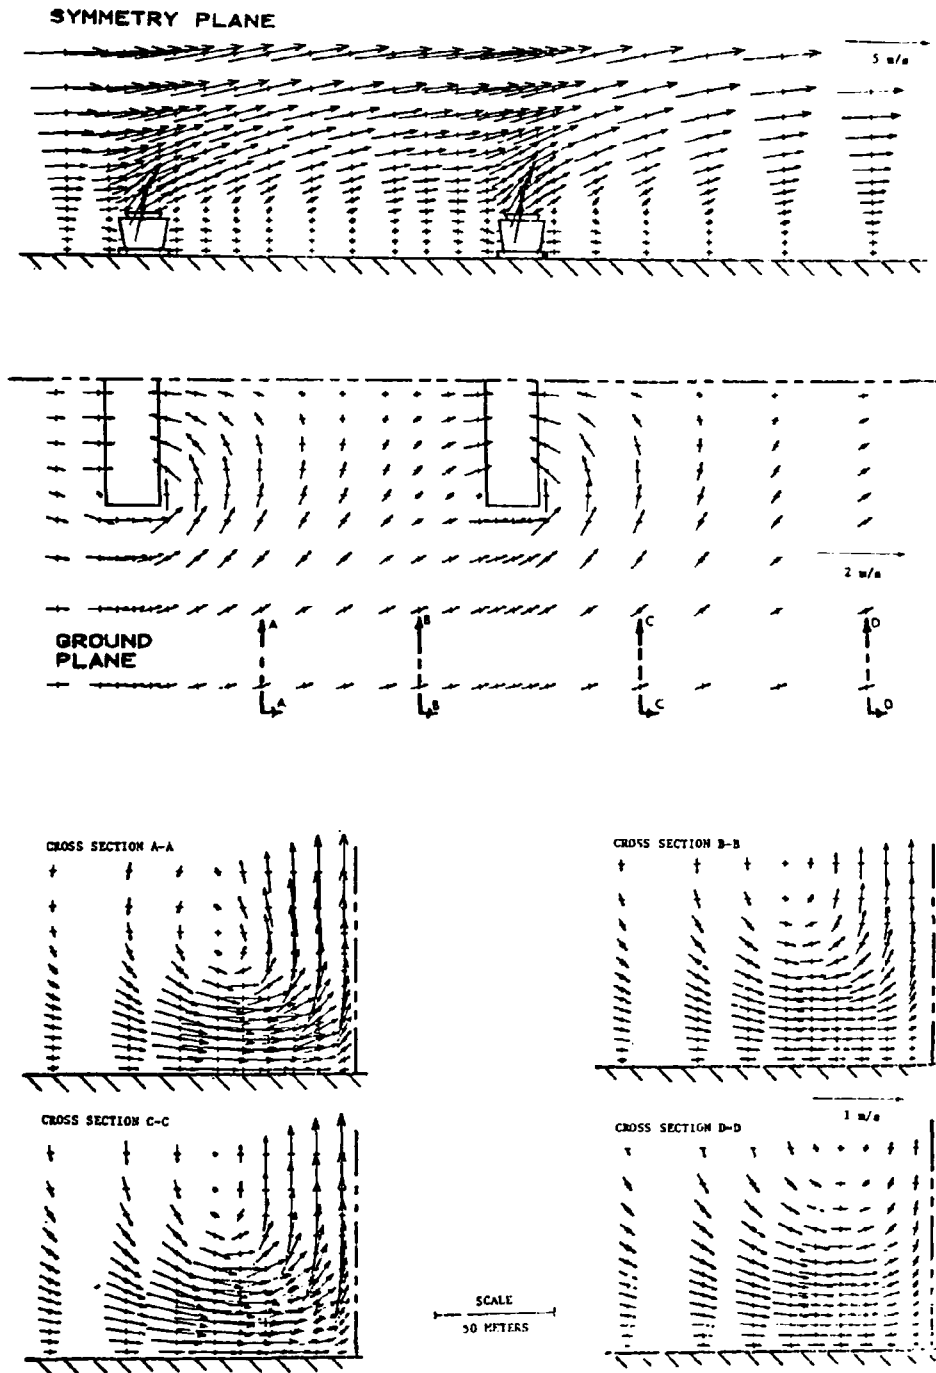 SYMMETRY PLANE
5 m/s
2 m/s
GROUND
PLANE
A
B
C
D
A
B
C
D
CROSS SECTION A-A
CROSS SECTION B-B
1 m/s
CROSS SECTION C-C
CROSS SECTION D-D
SCALE
50 METERS